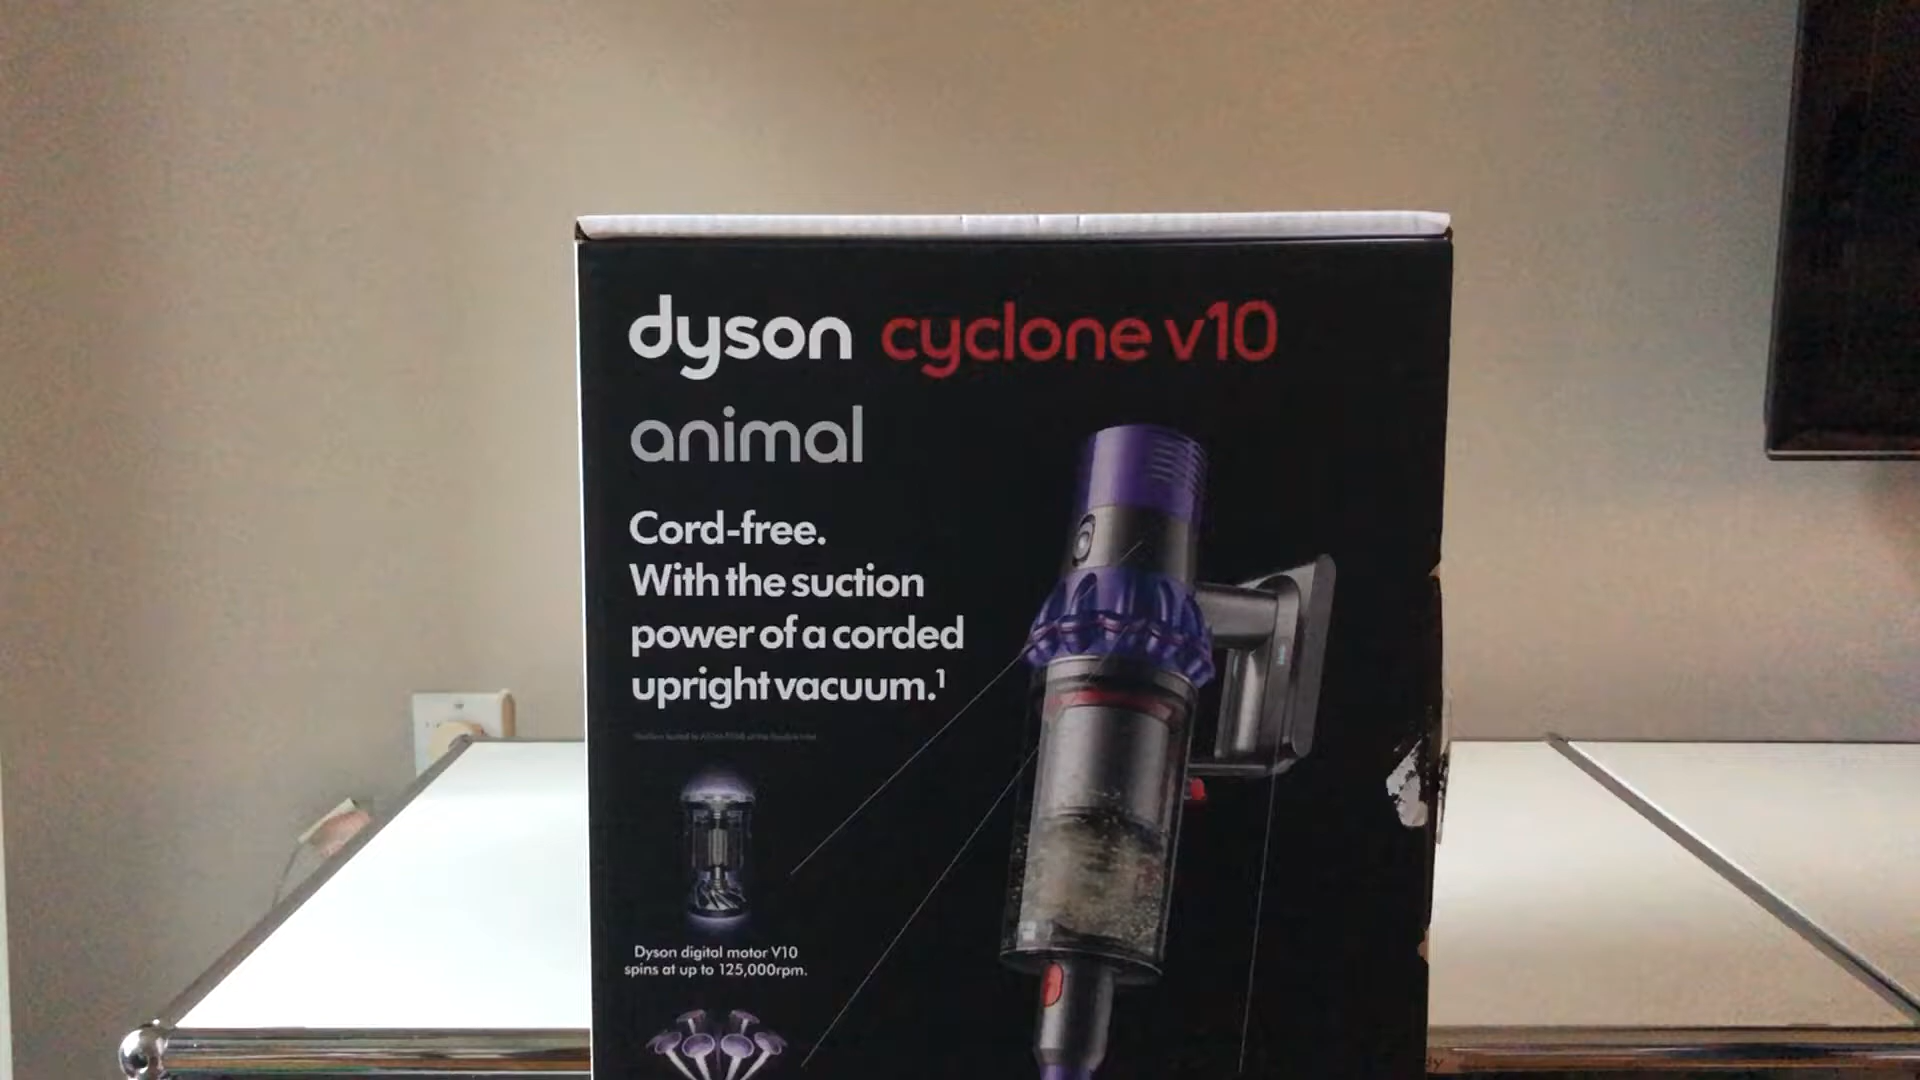 dyson cyclone v10
animal
Cord-free.
With the suction
power of a corded
upright vacuum.¹
Dyson digital motor V10
spins at up to 125,000rpm.